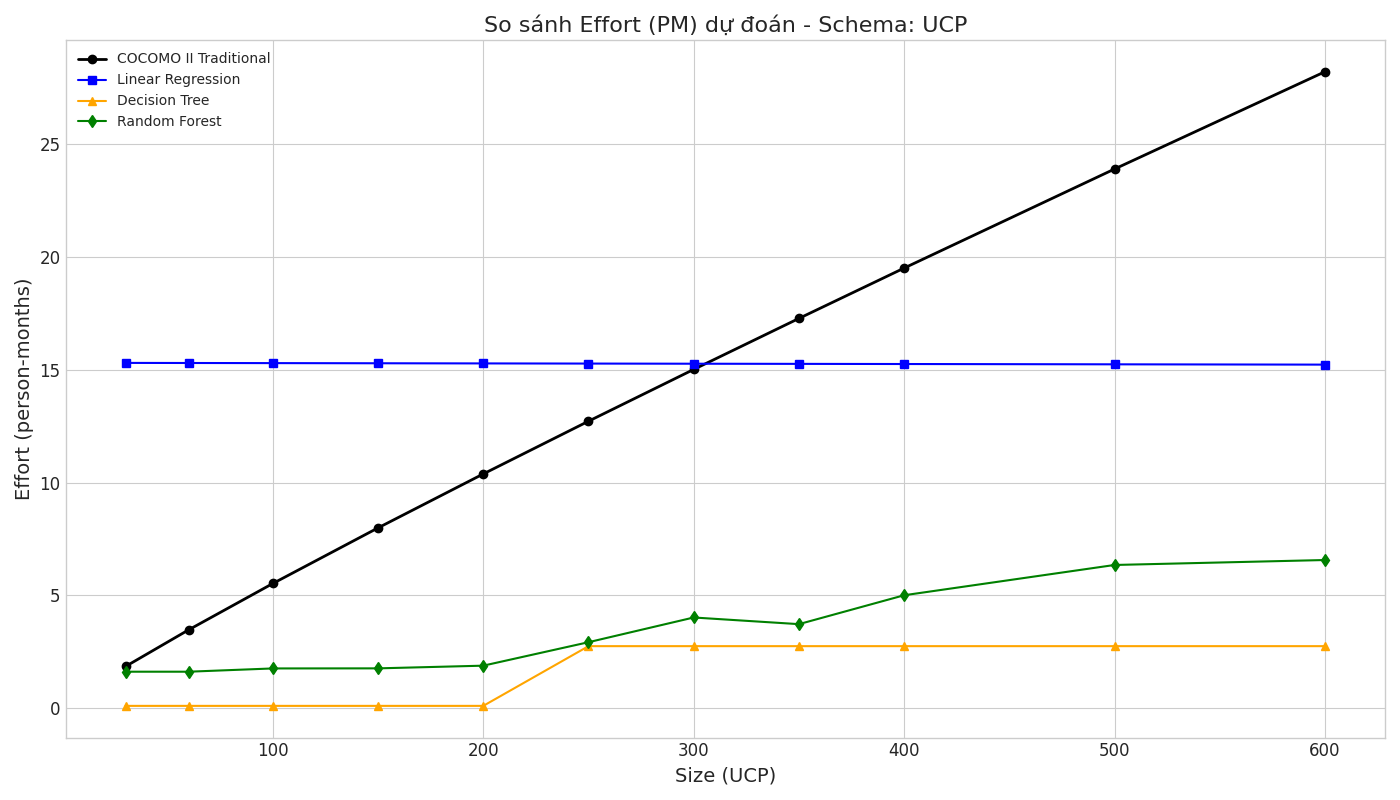 So sánh Effort (PM) dự đoán - Schema: UCP
COCOMO II Traditional
Linear Regression
Decision Tree
Random Forest
Effort (person-months)
25
20
15
10
5
0
100 200 300 400 500 600
Size (UCP)